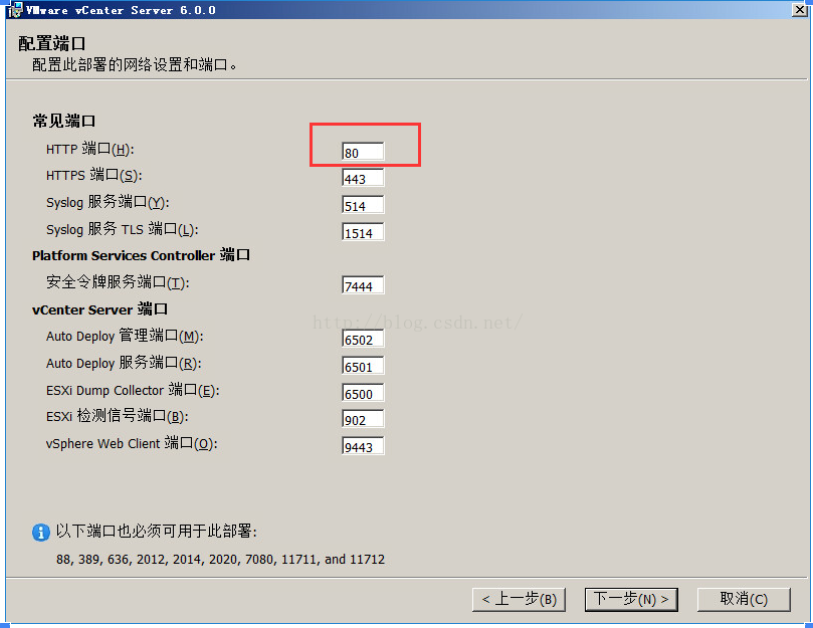 VMware vCenter Server 6.0.0
配置端口
配置此部署的网络设置和端口。
常见端口
HTTP 端口(H): 80
HTTPS 端口(S): 443
Syslog 服务端口(Y): 514
Syslog 服务 TLS 端口(L): 1514
Platform Services Controller 端口
安全令牌服务端口(T): 7444
vCenter Server 端口
http://blog.csdn.net/
Auto Deploy 管理端口(M): 6502
Auto Deploy 服务端口(R): 6501
ESXi Dump Collector 端口(E): 6500
ESXi 检测信号端口(B): 902
vSphere Web Client 端口(O): 9443
以下端口也必须可用于此部署:
88, 389, 636, 2012, 2014, 2020, 7080, 11711, and 11712
< 上一步(B) 下一步(N) > 取消(C)